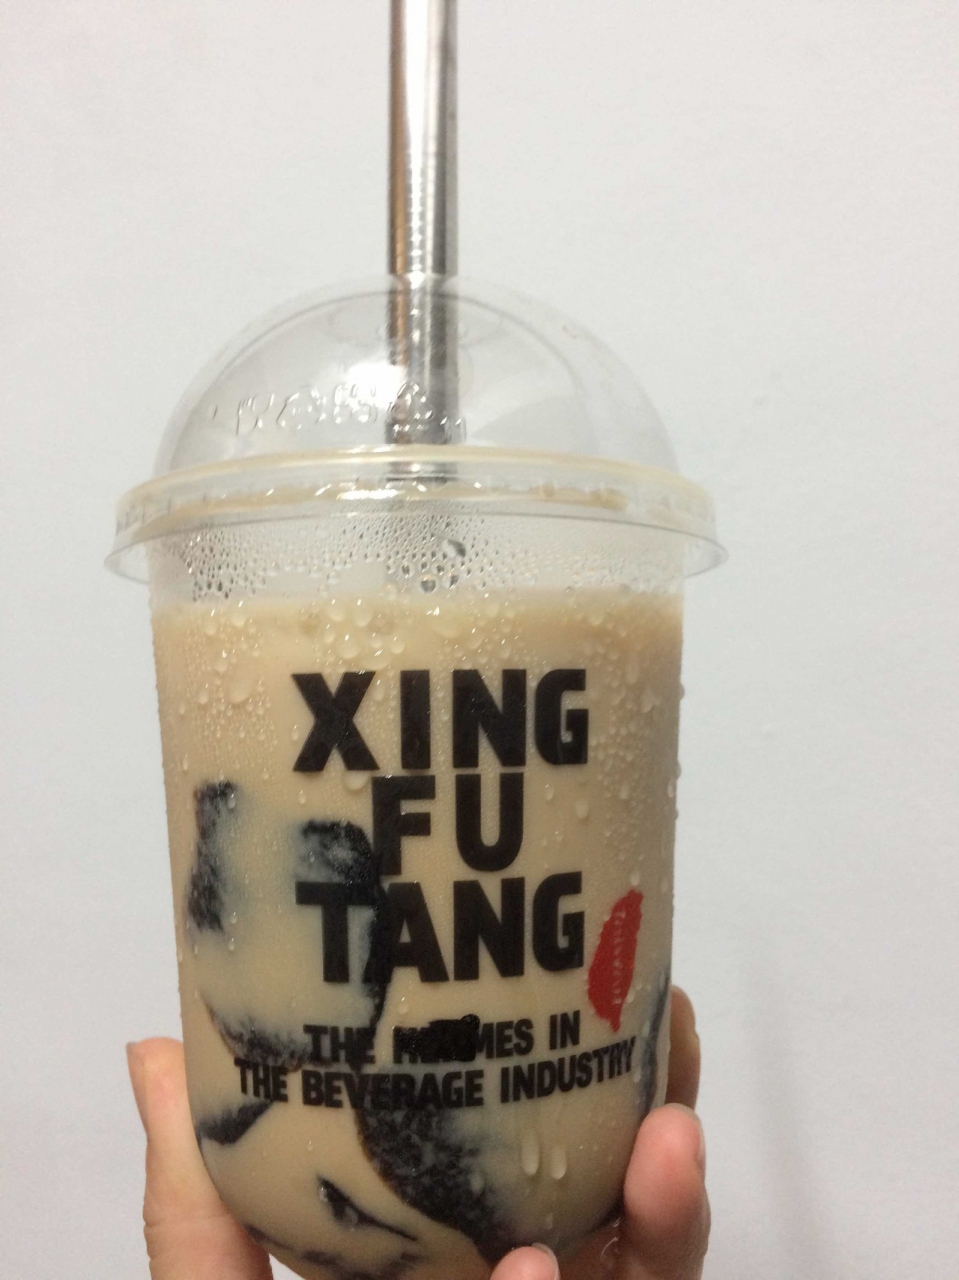 XING
FU
TANG
THE IN
THE BEVERAGE INDUSTRY